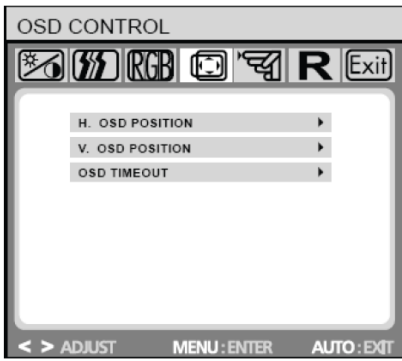 OSD CONTROL
RGB R Exit
H. OSD POSITION
V. OSD POSITION
OSD TIMEOUT
< > ADJUST MENU : ENTER AUTO : EXIT